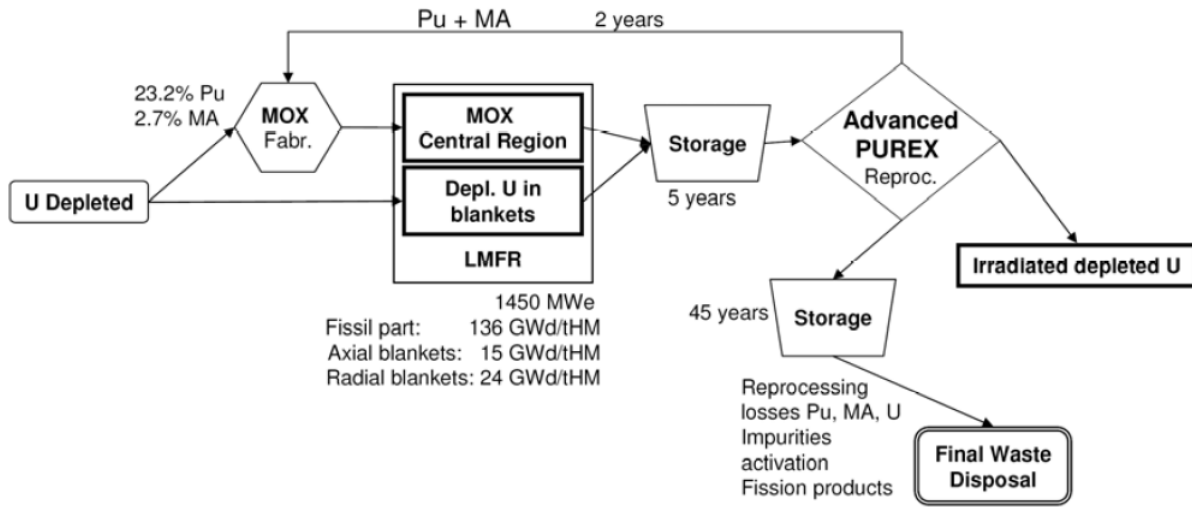 Pu + MA
2 years
23.2% Pu
2.7% MA
MOX
Fabr.
MOX
Central Region
Storage
Advanced
PUREX
Reproc.
U Depleted
Depl. U in
blankets
5 years
LMFR
Irradiated depleted U
1450 MWe
Fissil part: 136 GWd/tHM
Axial blankets: 15 GWd/tHM
Radial blankets: 24 GWd/tHM
45 years
Storage
Reprocessing
losses Pu, MA, U
Impurities
activation
Fission products
Final Waste
Disposal